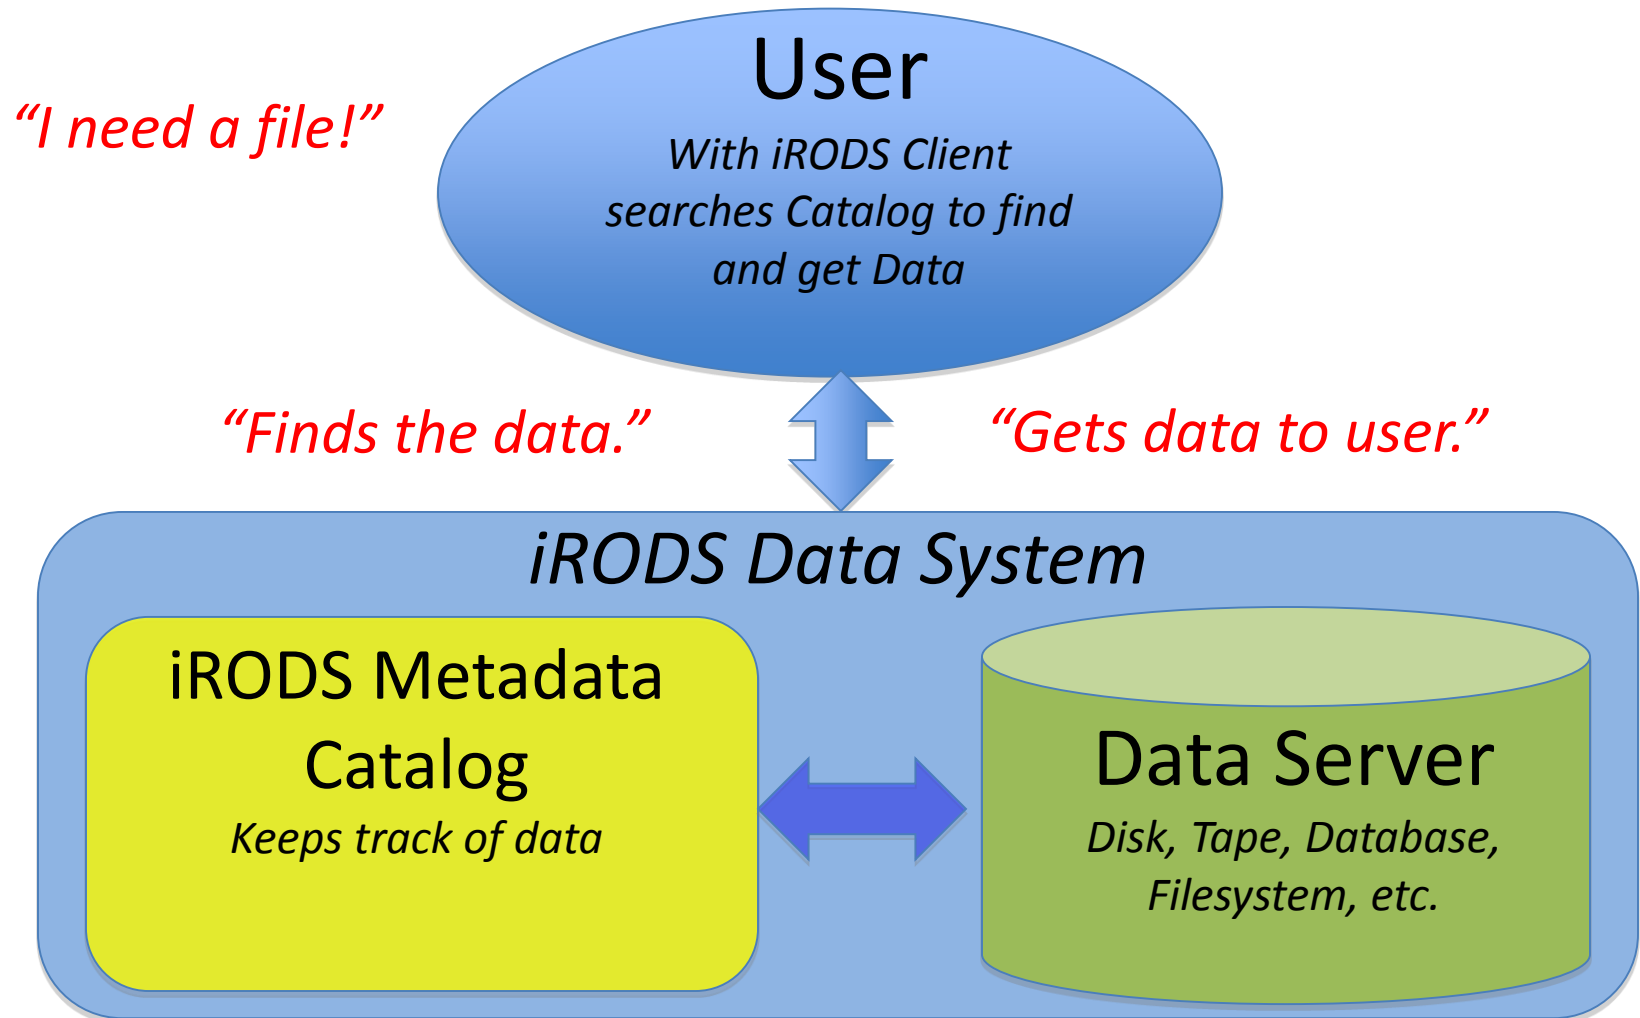 User
“I need a file!”
With iRODS Client
searches Catalog to find
and get Data
“Finds the data.”
“Gets data to user.”
iRODS Data System
iRODS Metadata
Catalog
Keeps track of data
Data Server
Disk, Tape, Database,
Filesystem, etc.